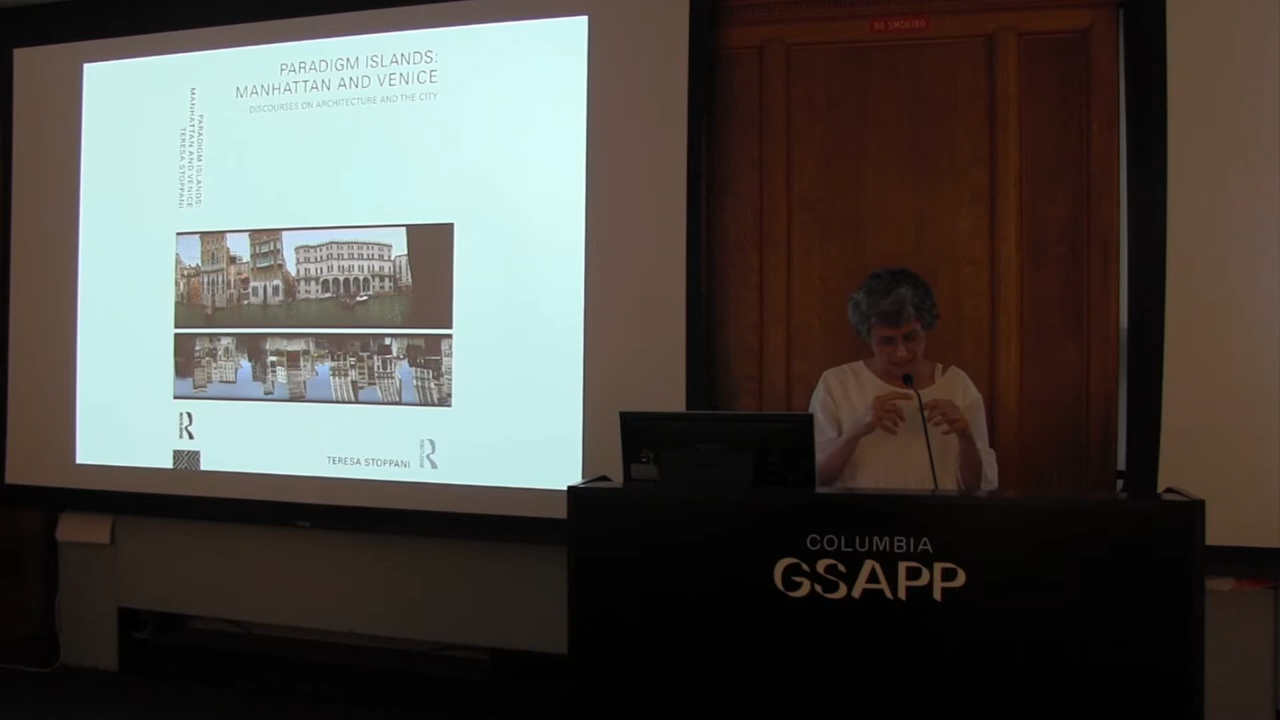 PARADIGM ISLANDS:
MANHATTAN AND VENICE
DISCOURSES ON ARCHITECTURE AND THE CITY
PARADIGM ISLANDS:
MANHATTAN AND VENICE
TERESA STOPPANI
R
TERESA STOPPANI
R
NO SMOKING
COLUMBIA
GSAPP